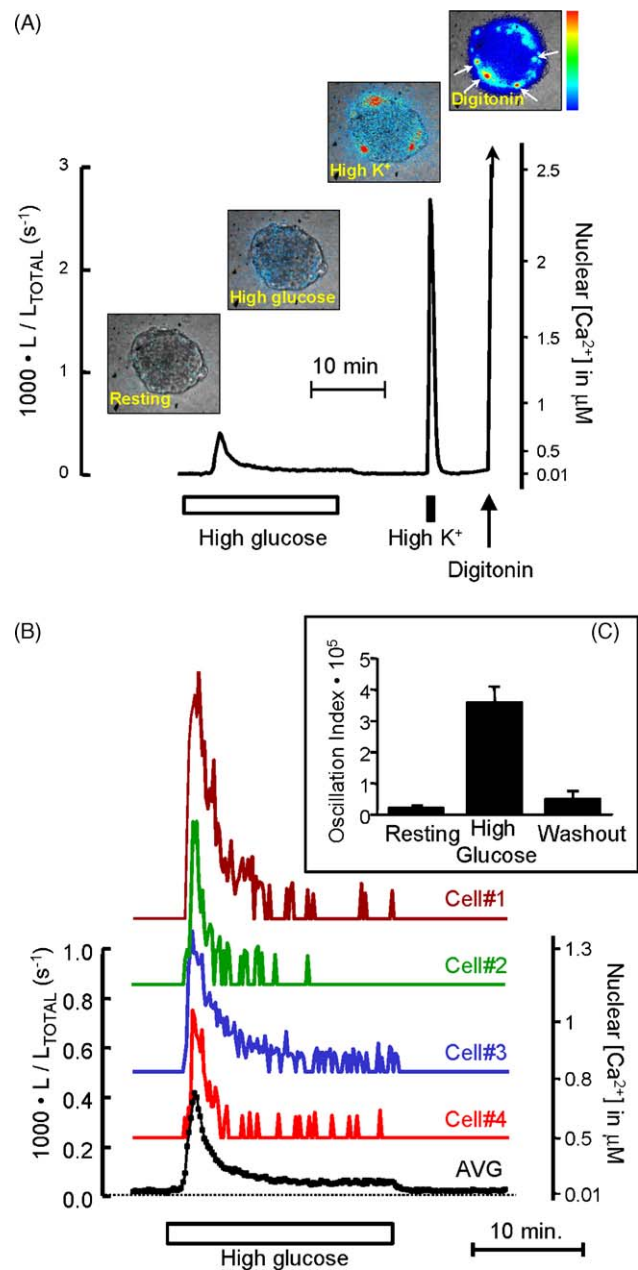 (A)
Digitonin
High K⁺
High glucose
Resting
3
2
1
0
1000 • L / L_TOTAL (s⁻¹)
10 min
2.5
2
1.5
1
0.5
0.01
Nuclear [Ca²⁺] in µM
High glucose
High K⁺
Digitonin
(B)
(C)
5
4
3
2
1
0
Oscillation Index • 10⁵
Resting
High
Glucose
Washout
Cell#1
Cell#2
Cell#3
Cell#4
AVG
1.0
0.8
0.6
0.4
0.2
0.0
1000 • L / L_TOTAL (s⁻¹)
1.3
1
0.8
0.5
0.01
Nuclear [Ca²⁺] in µM
High glucose
10 min.